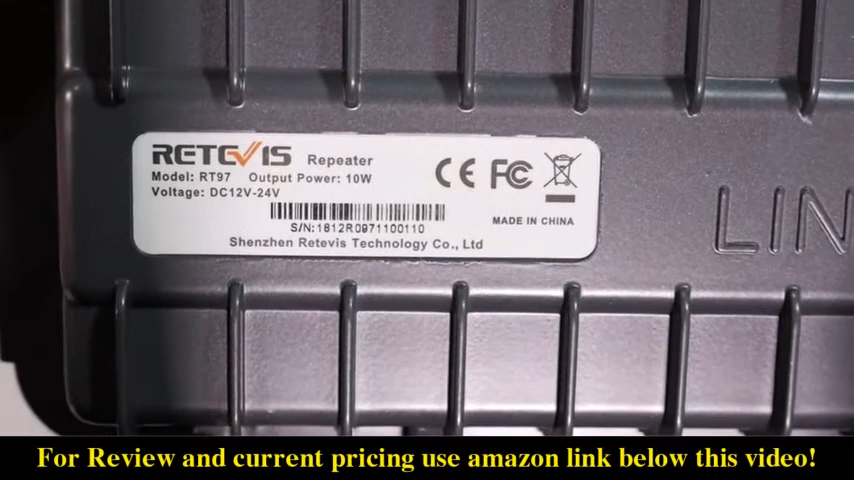 RETEVIS Repeater
Model: RT97 Output Power: 10W
Voltage: DC12V-24V
CE FC
S/N:1812R0971100110
MADE IN CHINA
Shenzhen Retevis Technology Co., Ltd
LIN
For Review and current pricing use amazon link below this video!